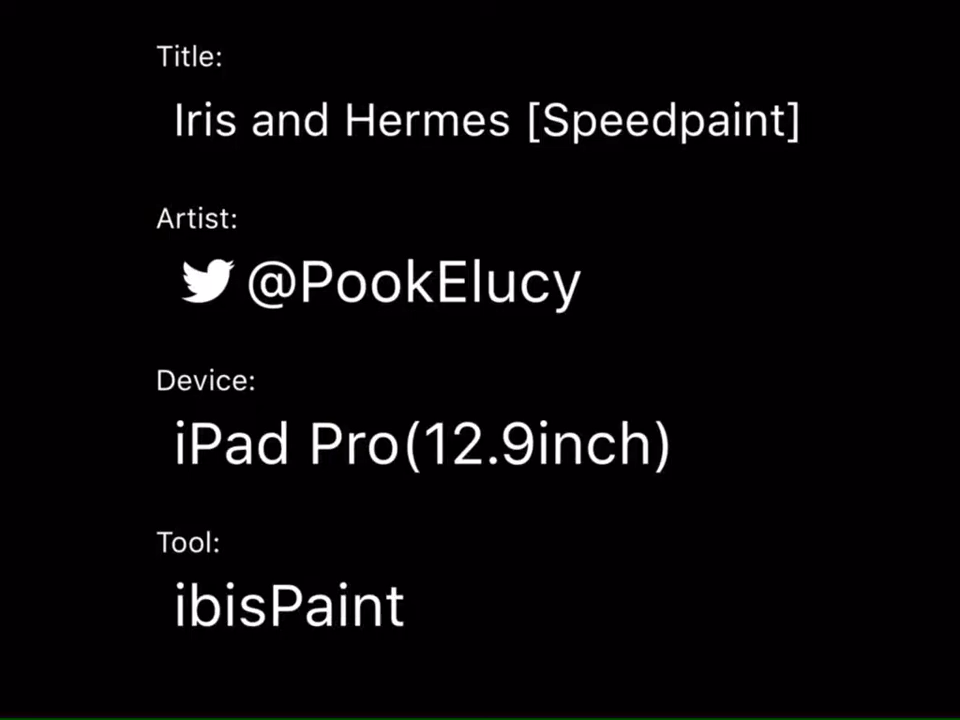 Title:
Iris and Hermes [Speedpaint]
Artist:
@PookElucy
Device:
iPad Pro(12.9inch)
Tool:
ibisPaint